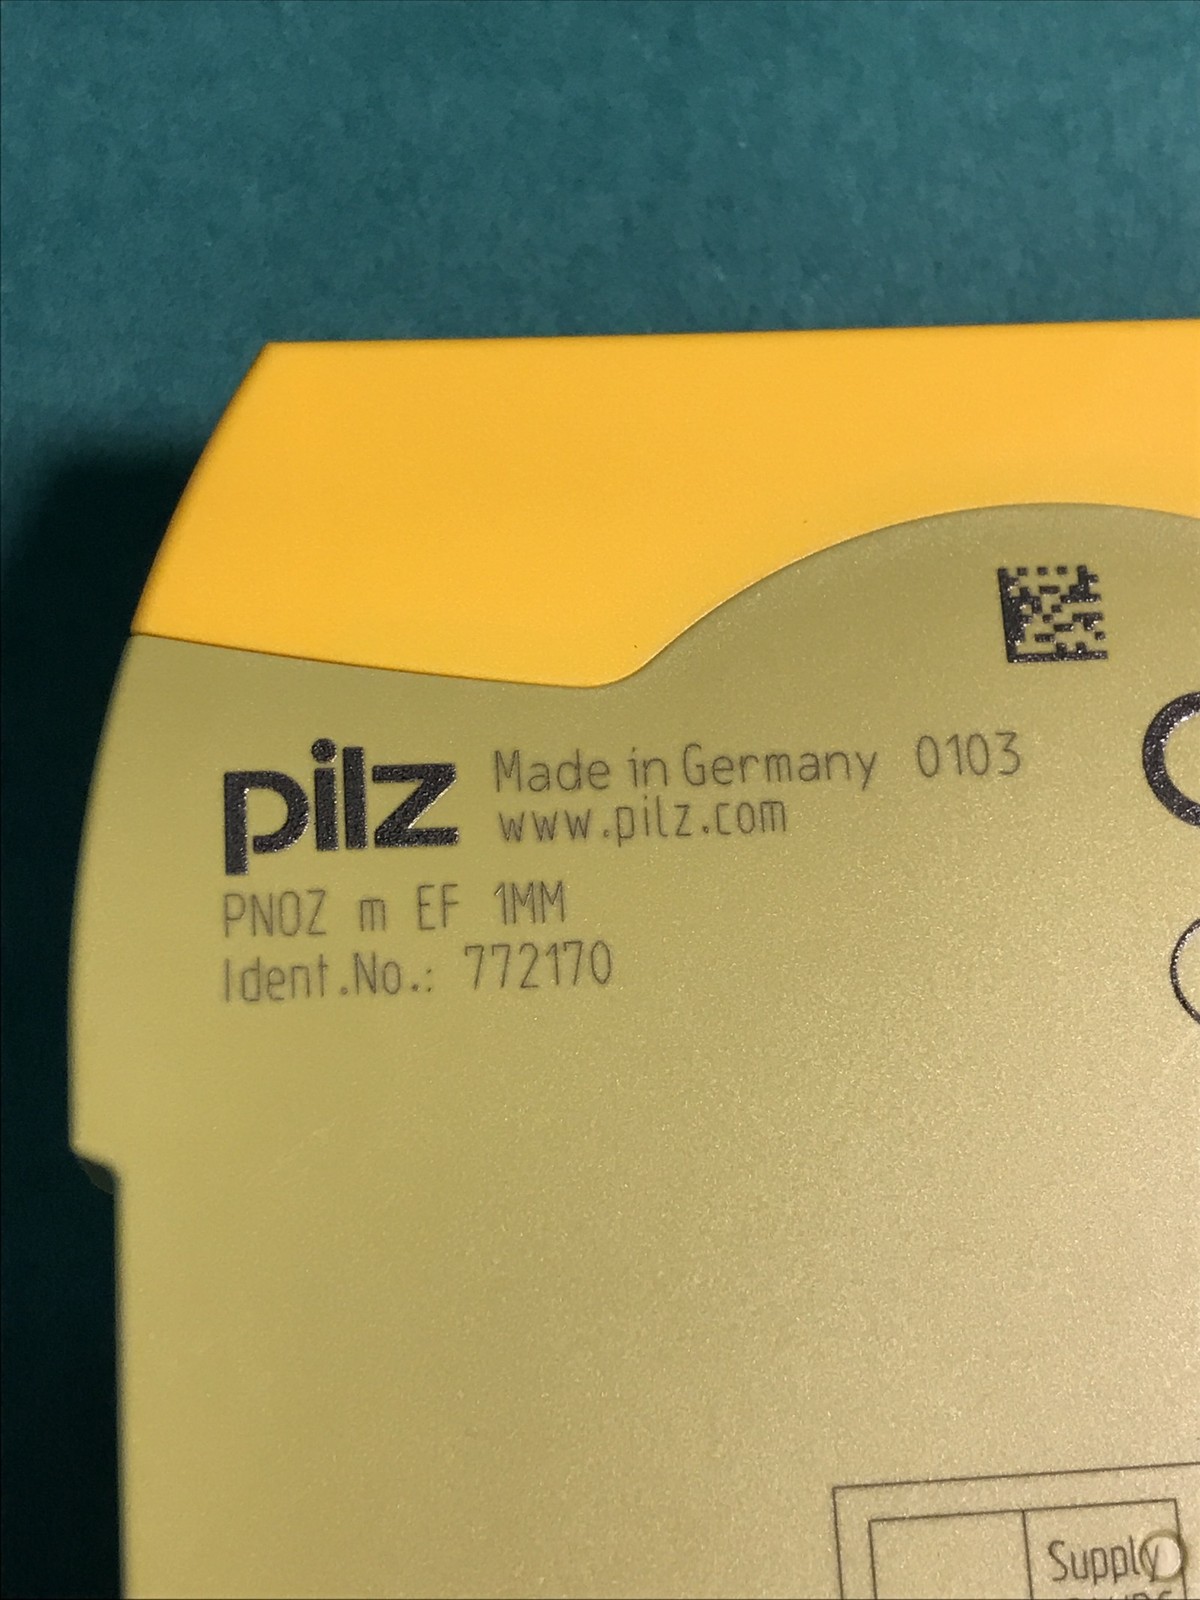 pilz
Made in Germany 0103
www.pilz.com
PNOZ m EF 1MM
Ident.No.: 772170
Supply